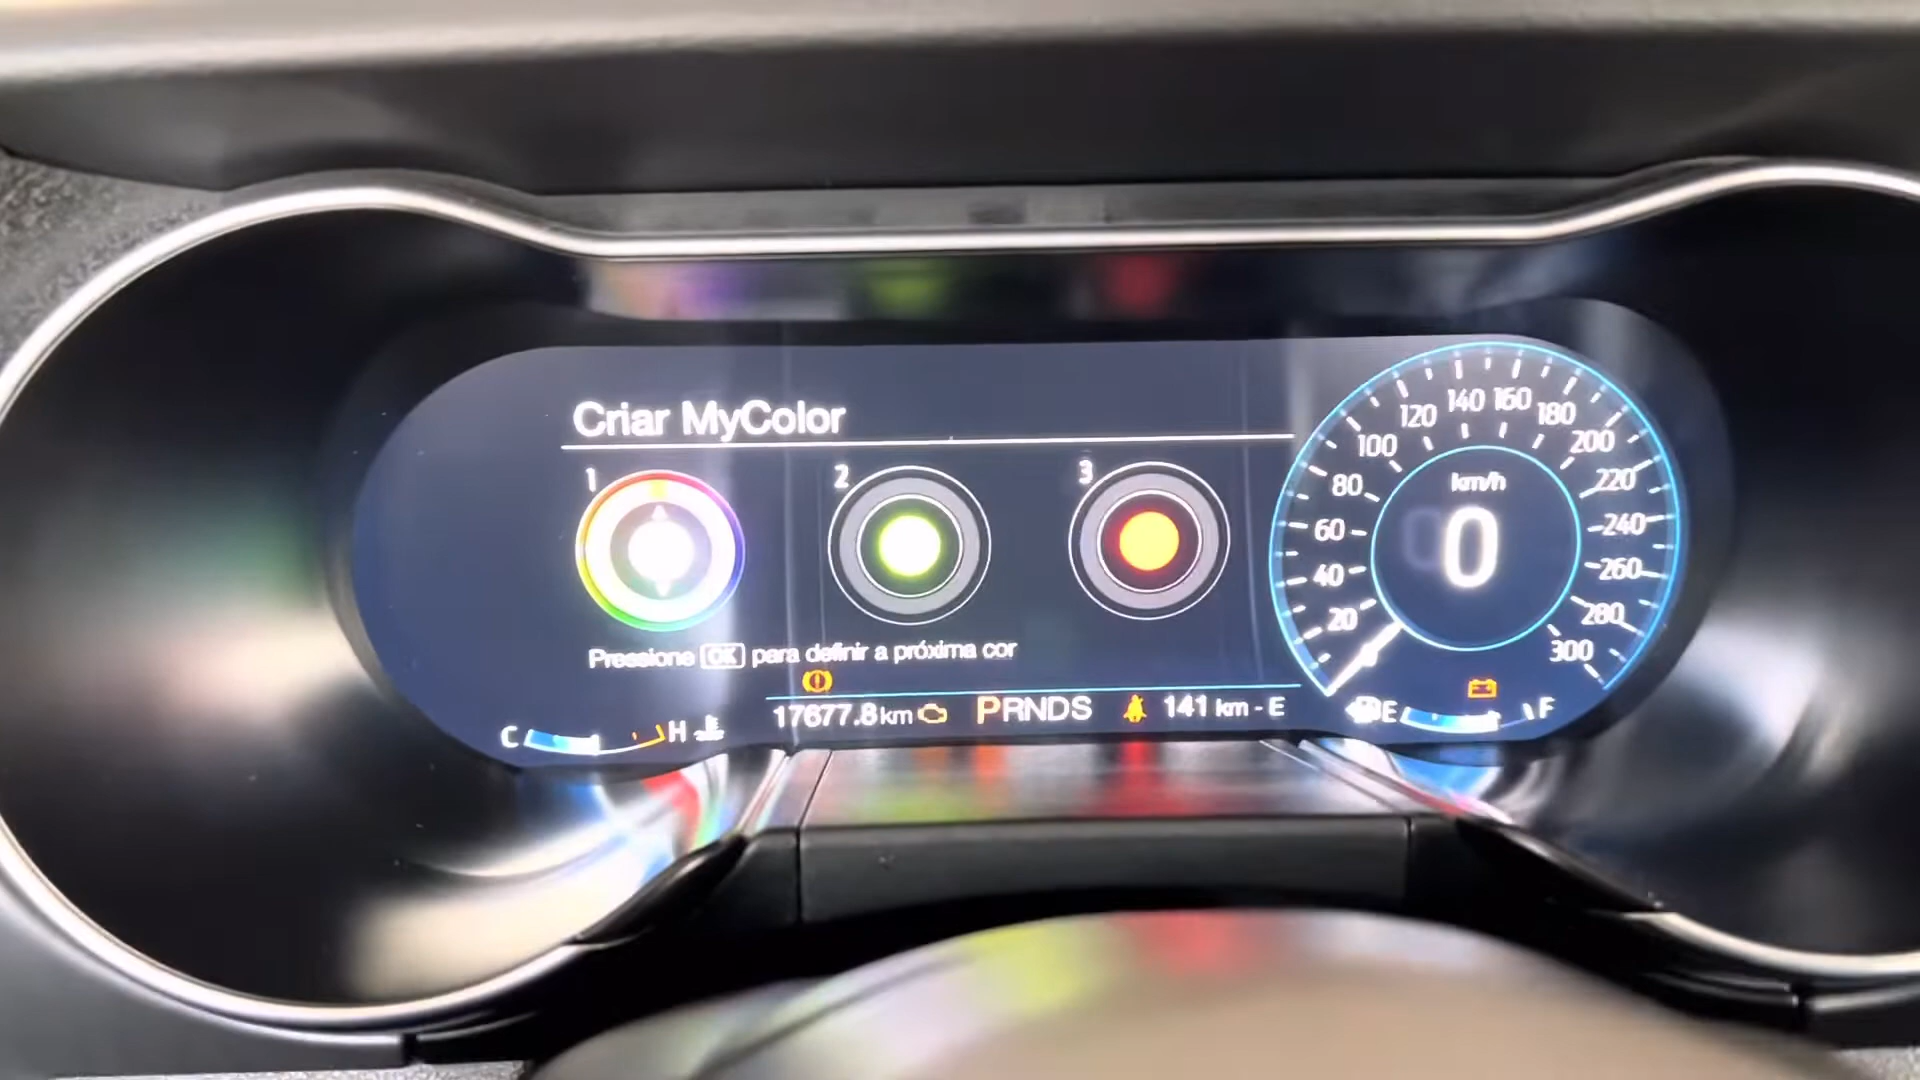 Criar MyColor
1 2 3
Pressione OK para definir a próxima cor
17677.8 km PRNDS 141 km - E
C H
km/h
0
0 20 40 60 80 100 120 140 160 180 200 220 240 260 280 300
E F